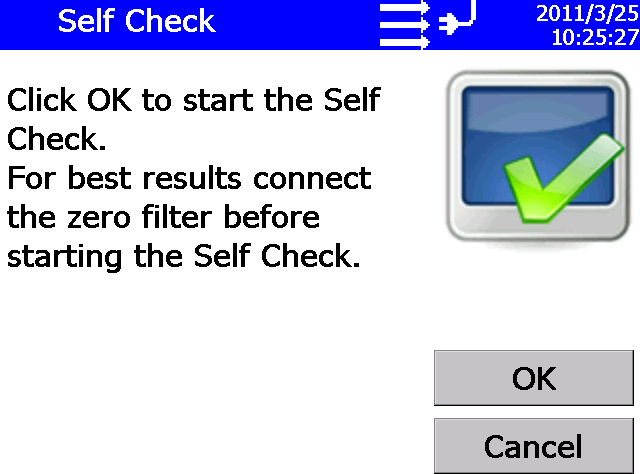 Self Check
2011/3/25
10:25:27
Click OK to start the Self
Check.
For best results connect
the zero filter before
starting the Self Check.
OK
Cancel